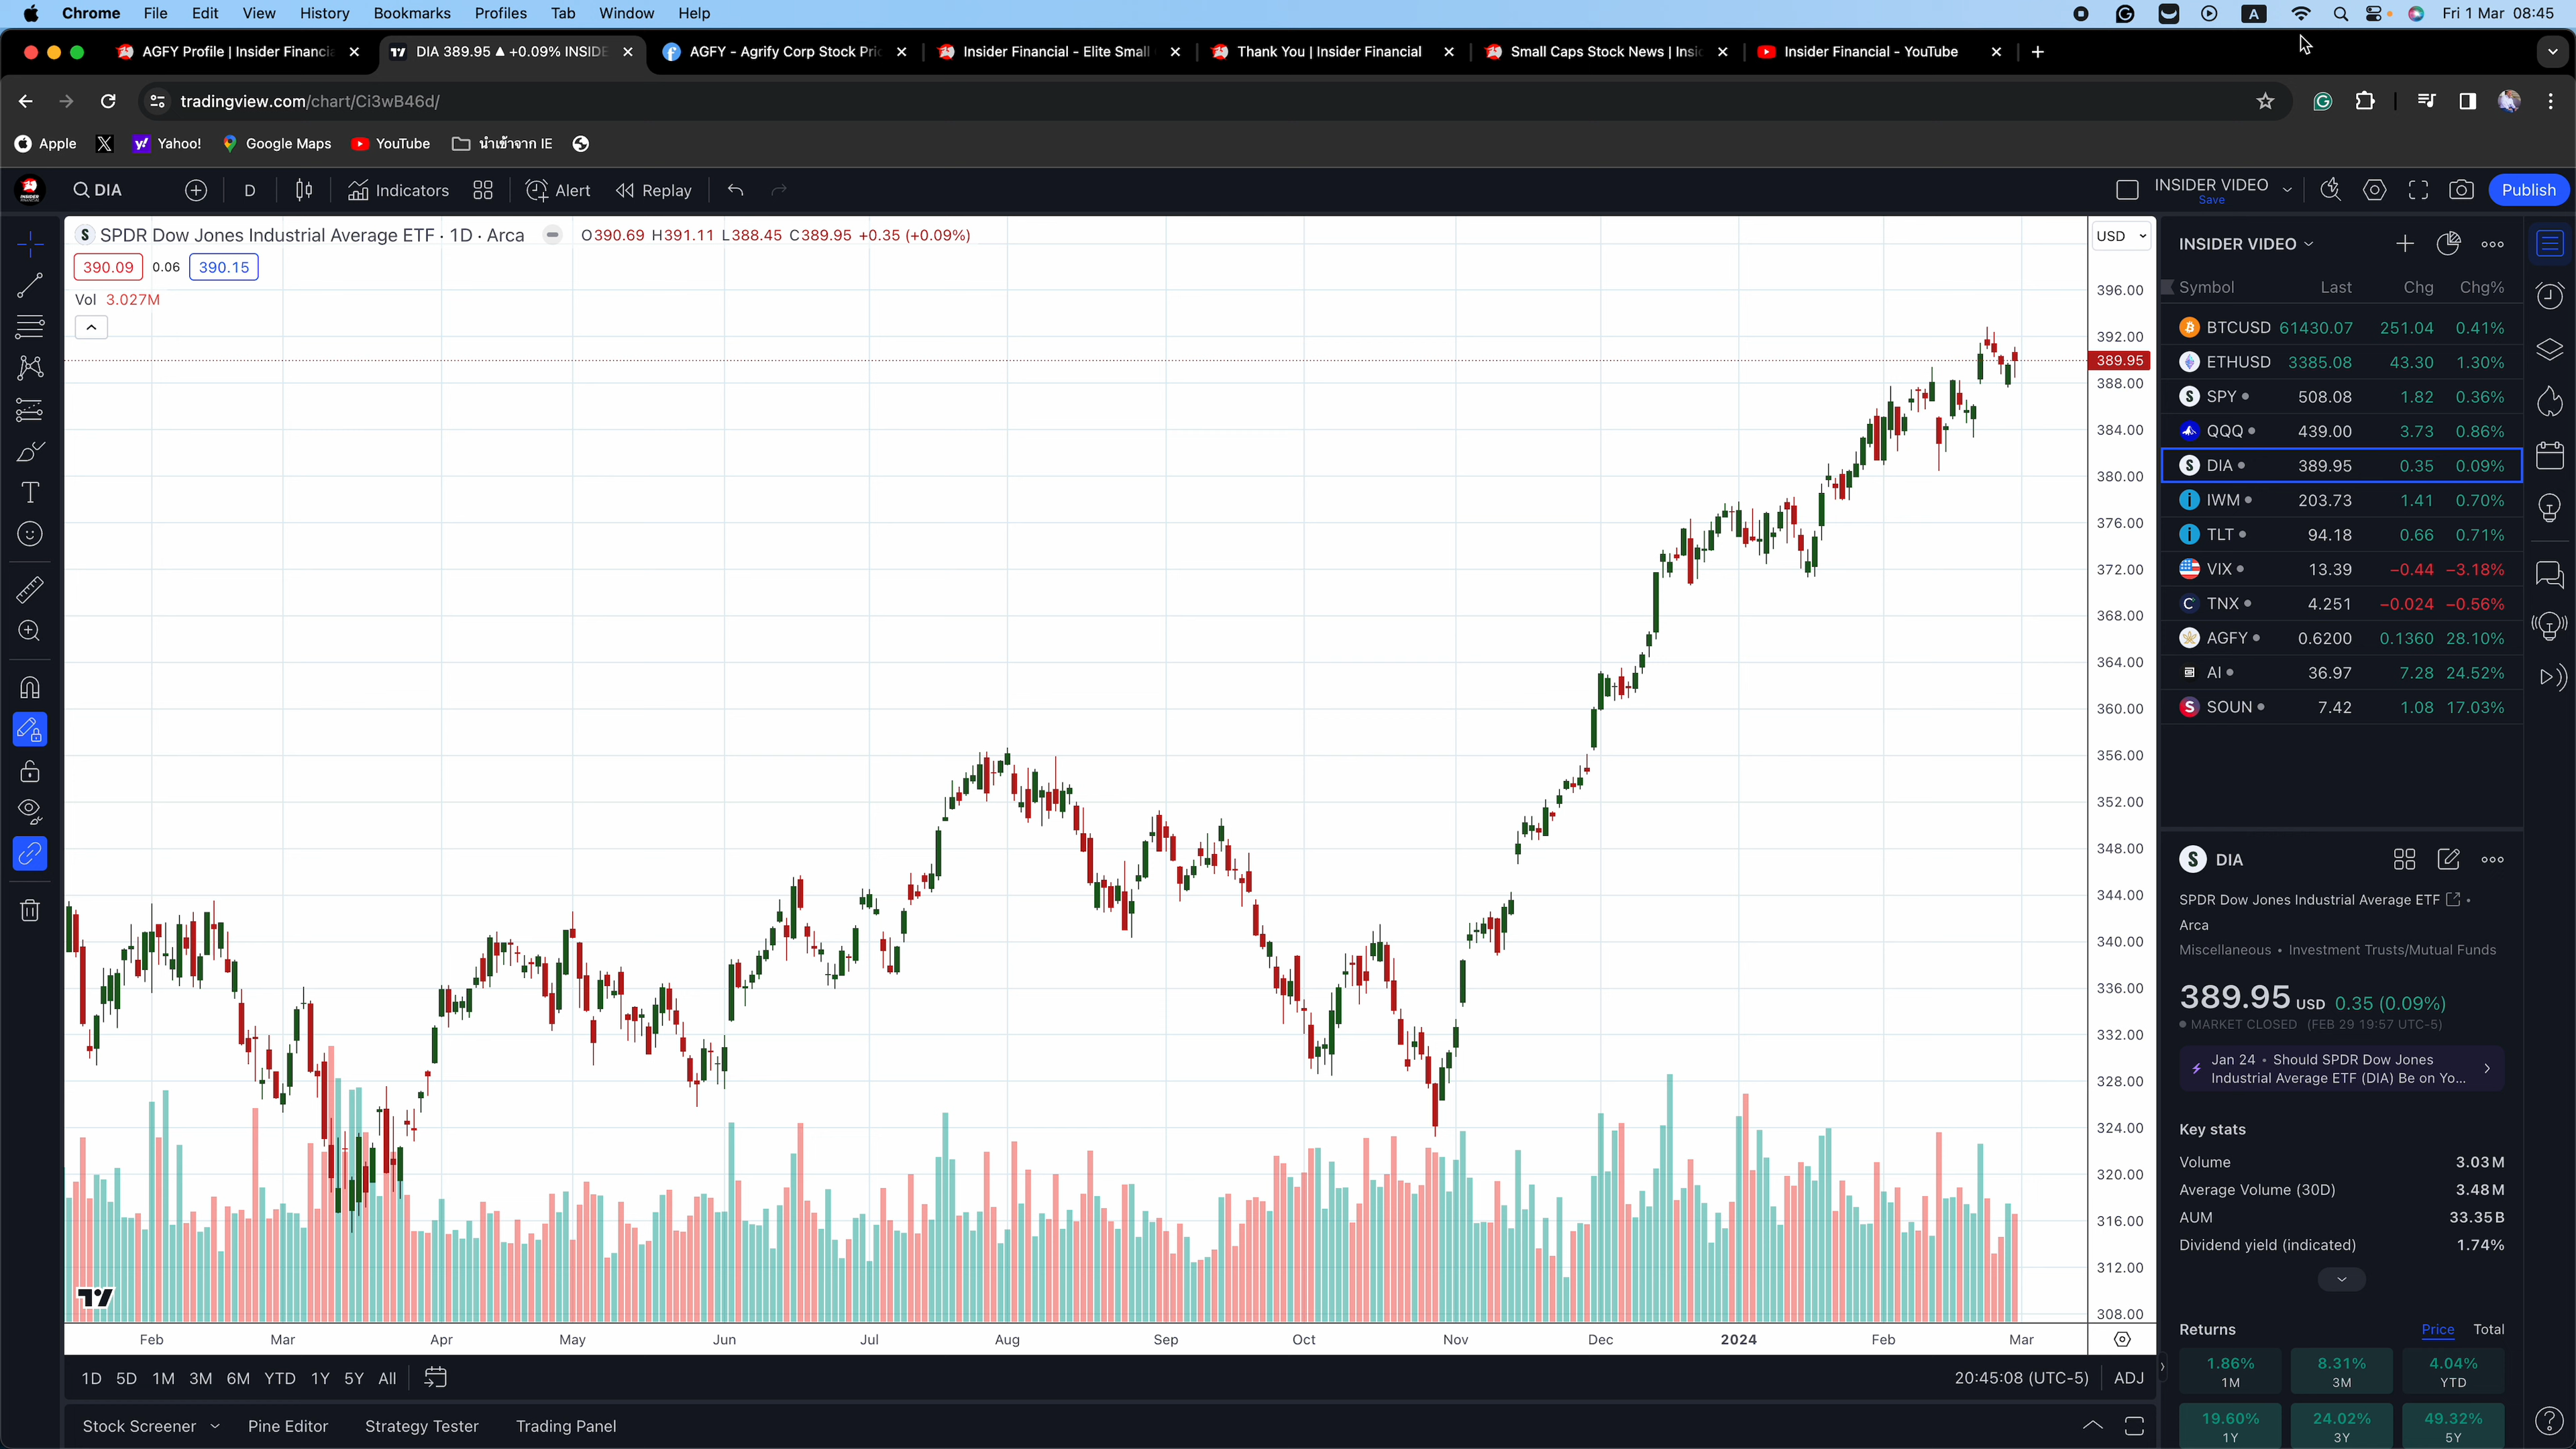 Chrome File Edit View History Bookmarks Profiles Tab Window Help A Fri 1 Mar 08:45
AGFY Profile | Insider Financia DIA 389.95 ▲ +0.09% INSIDE AGFY - Agrify Corp Stock Pric Insider Financial - Elite Small Thank You | Insider Financial Small Caps Stock News | Insid Insider Financial - YouTube
tradingview.com/chart/Ci3wB46d/
Apple Yahoo! Google Maps YouTube นำเข้าจาก IE
DIA D Indicators Alert Replay INSIDER VIDEO Save Publish
SPDR Dow Jones Industrial Average ETF · 1D · Arca O390.69 H391.11 L388.45 C389.95 +0.35 (+0.09%)
390.09 0.06 390.15
Vol 3.027M
USD
396.00
392.00
389.95
388.00
384.00
380.00
376.00
372.00
368.00
364.00
360.00
356.00
352.00
348.00
344.00
340.00
336.00
332.00
328.00
324.00
320.00
316.00
312.00
308.00
Feb Mar Apr May Jun Jul Aug Sep Oct Nov Dec 2024 Feb Mar
1D 5D 1M 3M 6M YTD 1Y 5Y All 20:45:08 (UTC-5) ADJ
Stock Screener Pine Editor Strategy Tester Trading Panel
INSIDER VIDEO
Symbol Last Chg Chg%
BTCUSD 61430.07 251.04 0.41%
ETHUSD 3385.08 43.30 1.30%
SPY 508.08 1.82 0.36%
QQQ 439.00 3.73 0.86%
DIA 389.95 0.35 0.09%
IWM 203.73 1.41 0.70%
TLT 94.18 0.66 0.71%
VIX 13.39 −0.44 −3.18%
TNX 4.251 −0.024 −0.56%
AGFY 0.6200 0.1360 28.10%
AI 36.97 7.28 24.52%
SOUN 7.42 1.08 17.03%
DIA
SPDR Dow Jones Industrial Average ETF •
Arca
Miscellaneous • Investment Trusts/Mutual Funds
389.95 USD 0.35 (0.09%)
MARKET CLOSED (FEB 29 19:57 UTC-5)
Jan 24 • Should SPDR Dow Jones
Industrial Average ETF (DIA) Be on Yo...
Key stats
Volume 3.03M
Average Volume (30D) 3.48M
AUM 33.35B
Dividend yield (indicated) 1.74%
Returns Price Total
1.86% 8.31% 4.04%
1M 3M YTD
19.60% 24.02% 49.32%
1Y 3Y 5Y